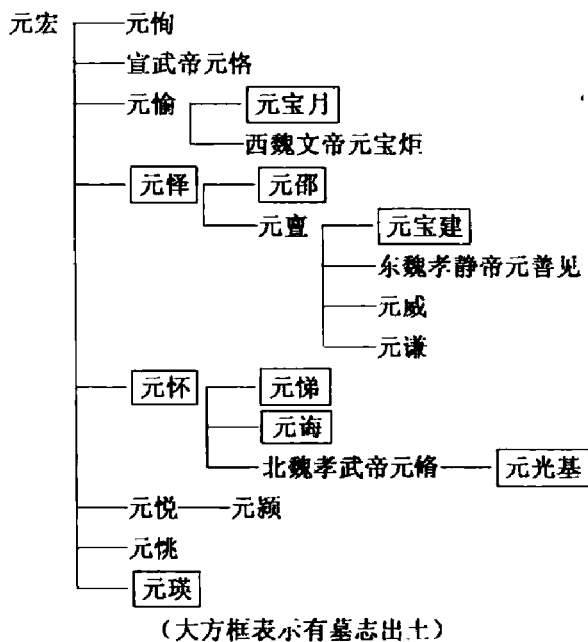 元宏 元恂
宣武帝元恪
元愉 元宝月
西魏文帝元宝炬
元怿 元邵
元亶 元宝建
东魏孝静帝元善见
元威
元谦
元怀 元悌
元诲
北魏孝武帝元脩 元光基
元悦 元颍
元恌
元瑛
(大方框表示有墓志出土)